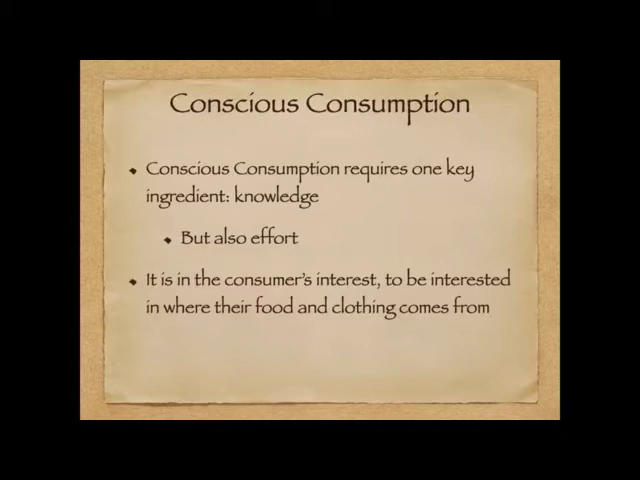 Conscious Consumption
Conscious Consumption requires one key
ingredient: knowledge
But also effort
It is in the consumer's interest, to be interested
in where their food and clothing comes from